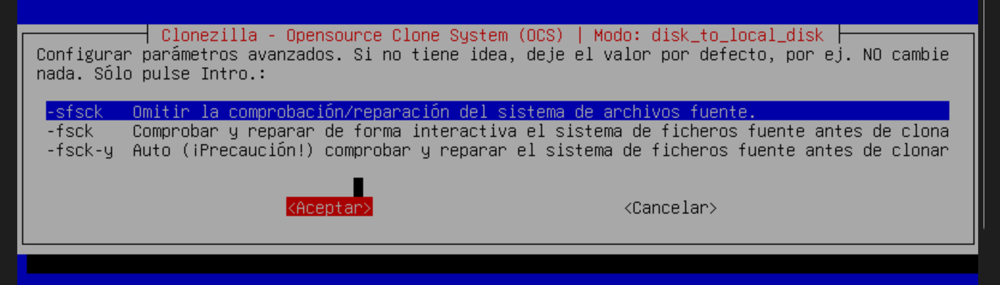 Clonezilla - Opensource Clone System (OCS) | Modo: disk_to_local_disk
Configurar parámetros avanzados. Si no tiene idea, deje el valor por defecto, por ej. NO cambie
nada. Sólo pulse Intro.:
-sfsck Omitir la comprobación/reparación del sistema de archivos fuente.
-fsck Comprobar y reparar de forma interactiva el sistema de ficheros fuente antes de clona
-fsck-y Auto (¡Precaución!) comprobar y reparar el sistema de ficheros fuente antes de clonar
<Aceptar> <Cancelar>